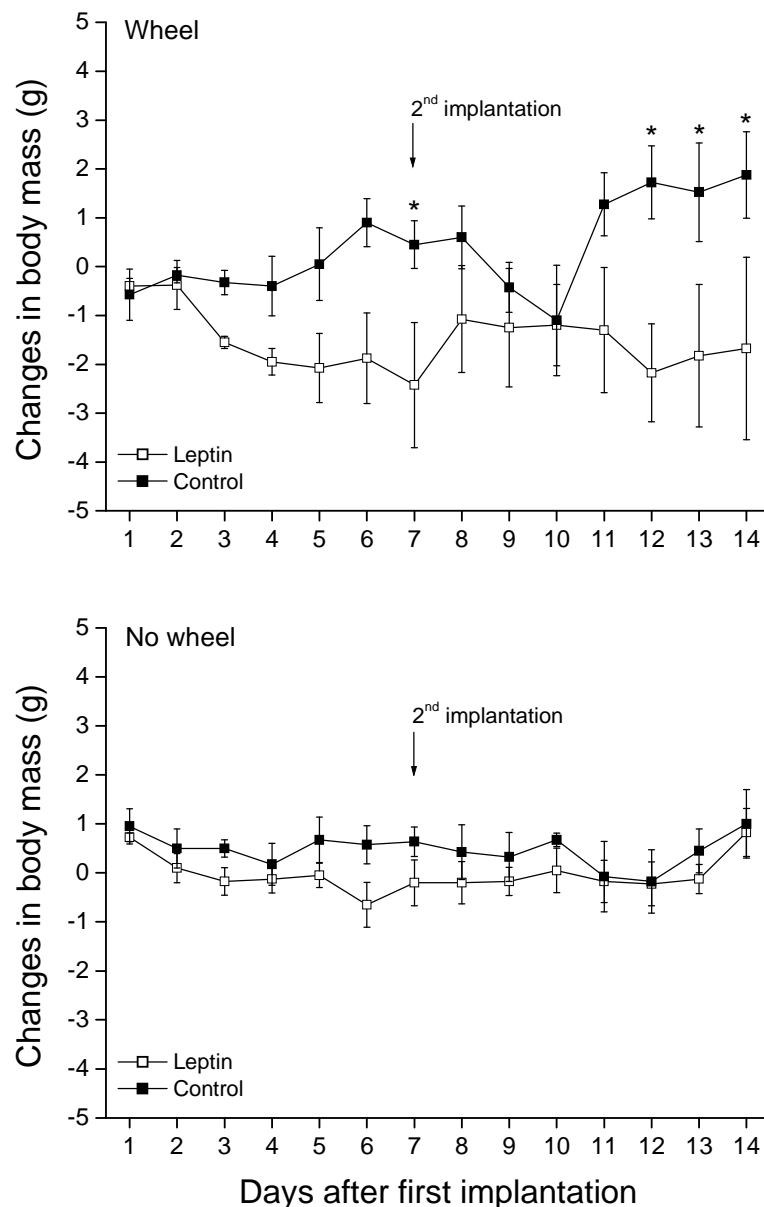 Wheel
Changes in body mass (g)
5
4
3
2
1
0
-1
-2
-3
-4
-5
2nd implantation
*
*
*
*
Leptin
Control
1 2 3 4 5 6 7 8 9 10 11 12 13 14
No wheel
Changes in body mass (g)
5
4
3
2
1
0
-1
-2
-3
-4
-5
2nd implantation
Leptin
Control
1 2 3 4 5 6 7 8 9 10 11 12 13 14
Days after first implantation